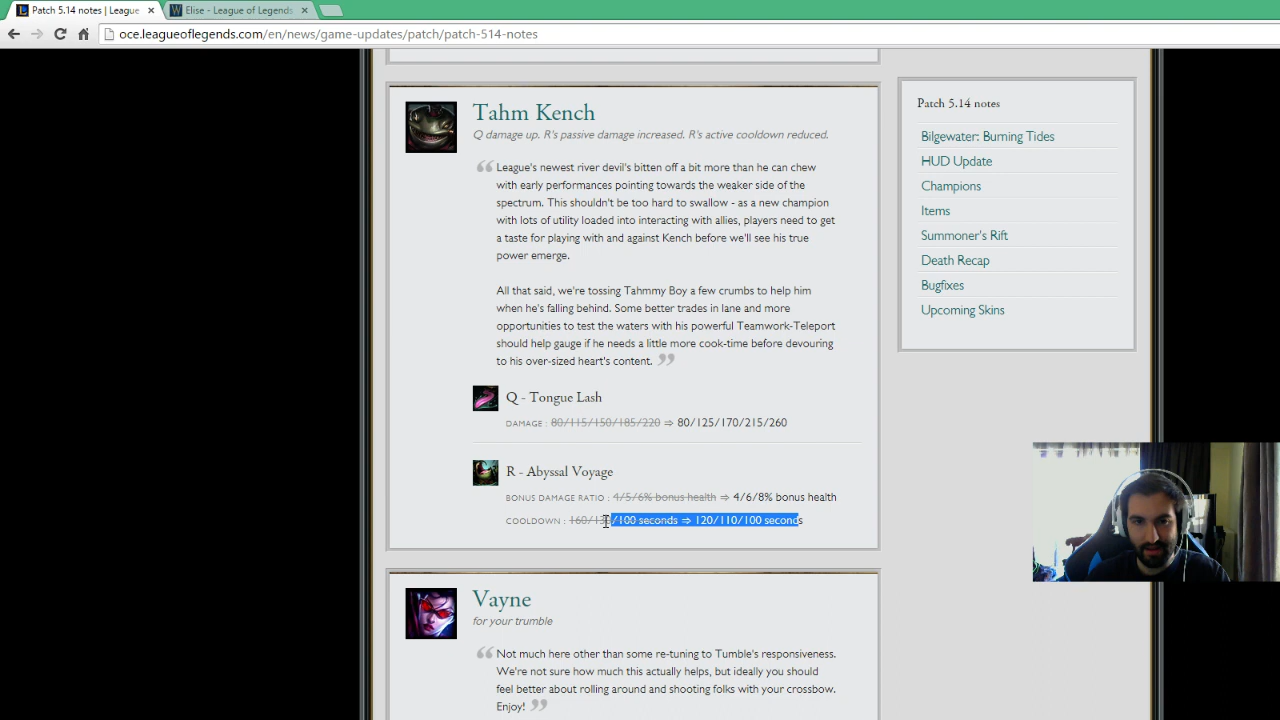 Patch 5.14 notes | League
Elise - League of Legends
oce.leagueoflegends.com/en/news/game-updates/patch/patch-514-notes
Tahm Kench
Q damage up. R's passive damage increased. R's active cooldown reduced.
“ League's newest river devil's bitten off a bit more than he can chew
with early performances pointing towards the weaker side of the
spectrum. This shouldn't be too hard to swallow - as a new champion
with lots of utility loaded into interacting with allies, players need to get
a taste for playing with and against Kench before we'll see his true
power emerge.
All that said, we're tossing Tahmmy Boy a few crumbs to help him
when he's falling behind. Some better trades in lane and more
opportunities to test the waters with his powerful Teamwork-Teleport
should help gauge if he needs a little more cook-time before devouring
to his over-sized heart's content. ”
Q - Tongue Lash
DAMAGE : 80/115/150/185/220 ⇒ 80/125/170/215/260
R - Abyssal Voyage
BONUS DAMAGE RATIO : 4/5/6% bonus health ⇒ 4/6/8% bonus health
COOLDOWN : 160/130/100 seconds ⇒ 120/110/100 seconds
Vayne
for your trumble
“ Not much here other than some re-tuning to Tumble's responsiveness.
We're not sure how much this actually helps, but ideally you should
feel better about rolling around and shooting folks with your crossbow.
Enjoy! ”
Patch 5.14 notes
Bilgewater: Burning Tides
HUD Update
Champions
Items
Summoner's Rift
Death Recap
Bugfixes
Upcoming Skins